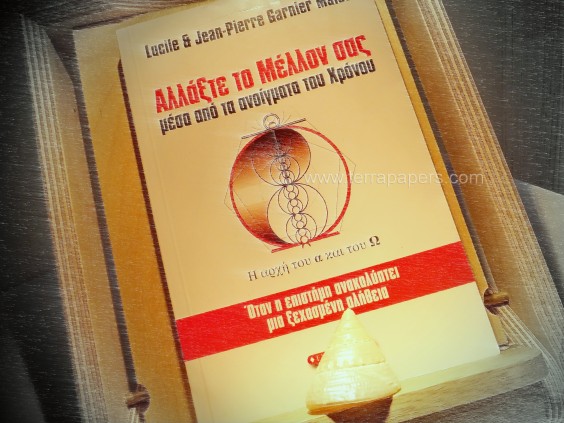 Lucile & Jean-Pierre Garnier
Αλλάξτε το Μέλλον σας
μέσα από τα ανοίγματα του Χρόνου
www.terrapapers.com
Η αρχή του α και του Ω
Όταν η επιστήμη ανακαλύπτει
μια ξεχασμένη αλήθεια